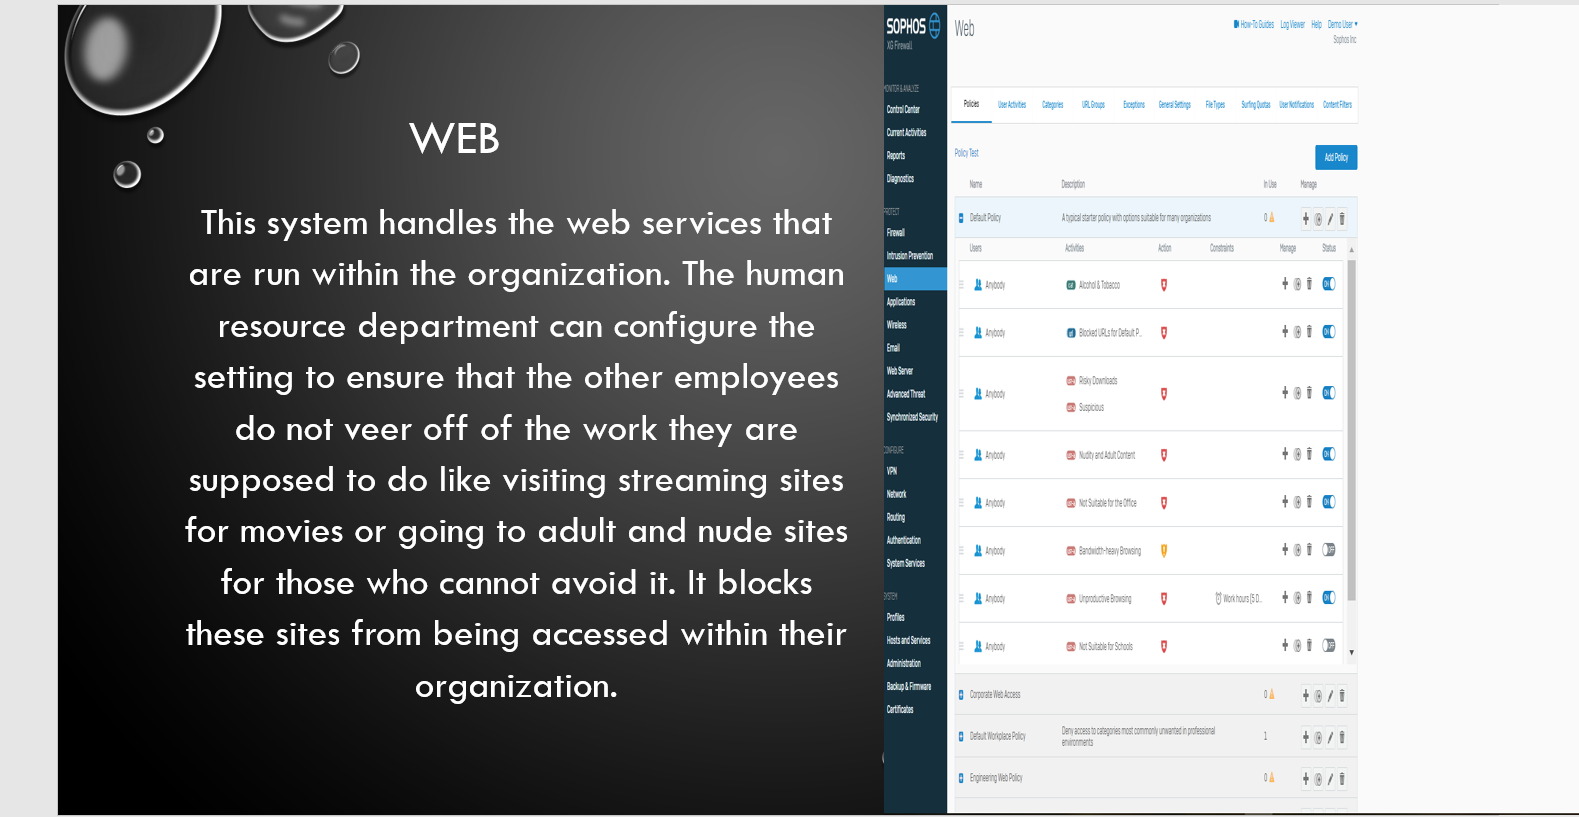 WEB
This system handles the web services that
are run within the organization. The human
resource department can configure the
setting to ensure that the other employees
do not veer off of the work they are
supposed to do like visiting streaming sites
for movies or going to adult and nude sites
for those who cannot avoid it. It blocks
these sites from being accessed within their
organization.
SOPHOS
XG Firewall
MONITOR & ANALYZE
Control Center
Current Activities
Reports
Diagnostics
PROTECT
Firewall
Intrusion Prevention
Web
Applications
Wireless
Email
Web Server
Advanced Threat
Synchronized Security
CONFIGURE
VPN
Network
Routing
Authentication
System Services
SYSTEM
Profiles
Hosts and Services
Administration
Backup & Firmware
Certificates
Web
How-To Guides Log Viewer Help Demo User
Sophos Inc
Policies User Activities Categories URL Groups Exceptions General Settings File Types Surfing Quotas User Notifications Content Filters
Policy Test
Add Policy
Name Description In Use Manage
Default Policy A typical starter policy with options suitable for many organizations 0
Users Activities Action Constraints Manage Status
Anybody Alcohol & Tobacco ON
Anybody Blocked URLs for Default P... ON
Risky Downloads
Anybody ON
Suspicious
Anybody Nudity and Adult Content ON
Anybody Not Suitable for the Office ON
Anybody Bandwidth-heavy Browsing OFF
Anybody Unproductive Browsing Work hours (5 D... ON
Anybody Not Suitable for Schools OFF
Corporate Web Access 0
Default Workplace Policy Deny access to categories most commonly unwanted in professional 1
environments
Engineering Web Policy 0